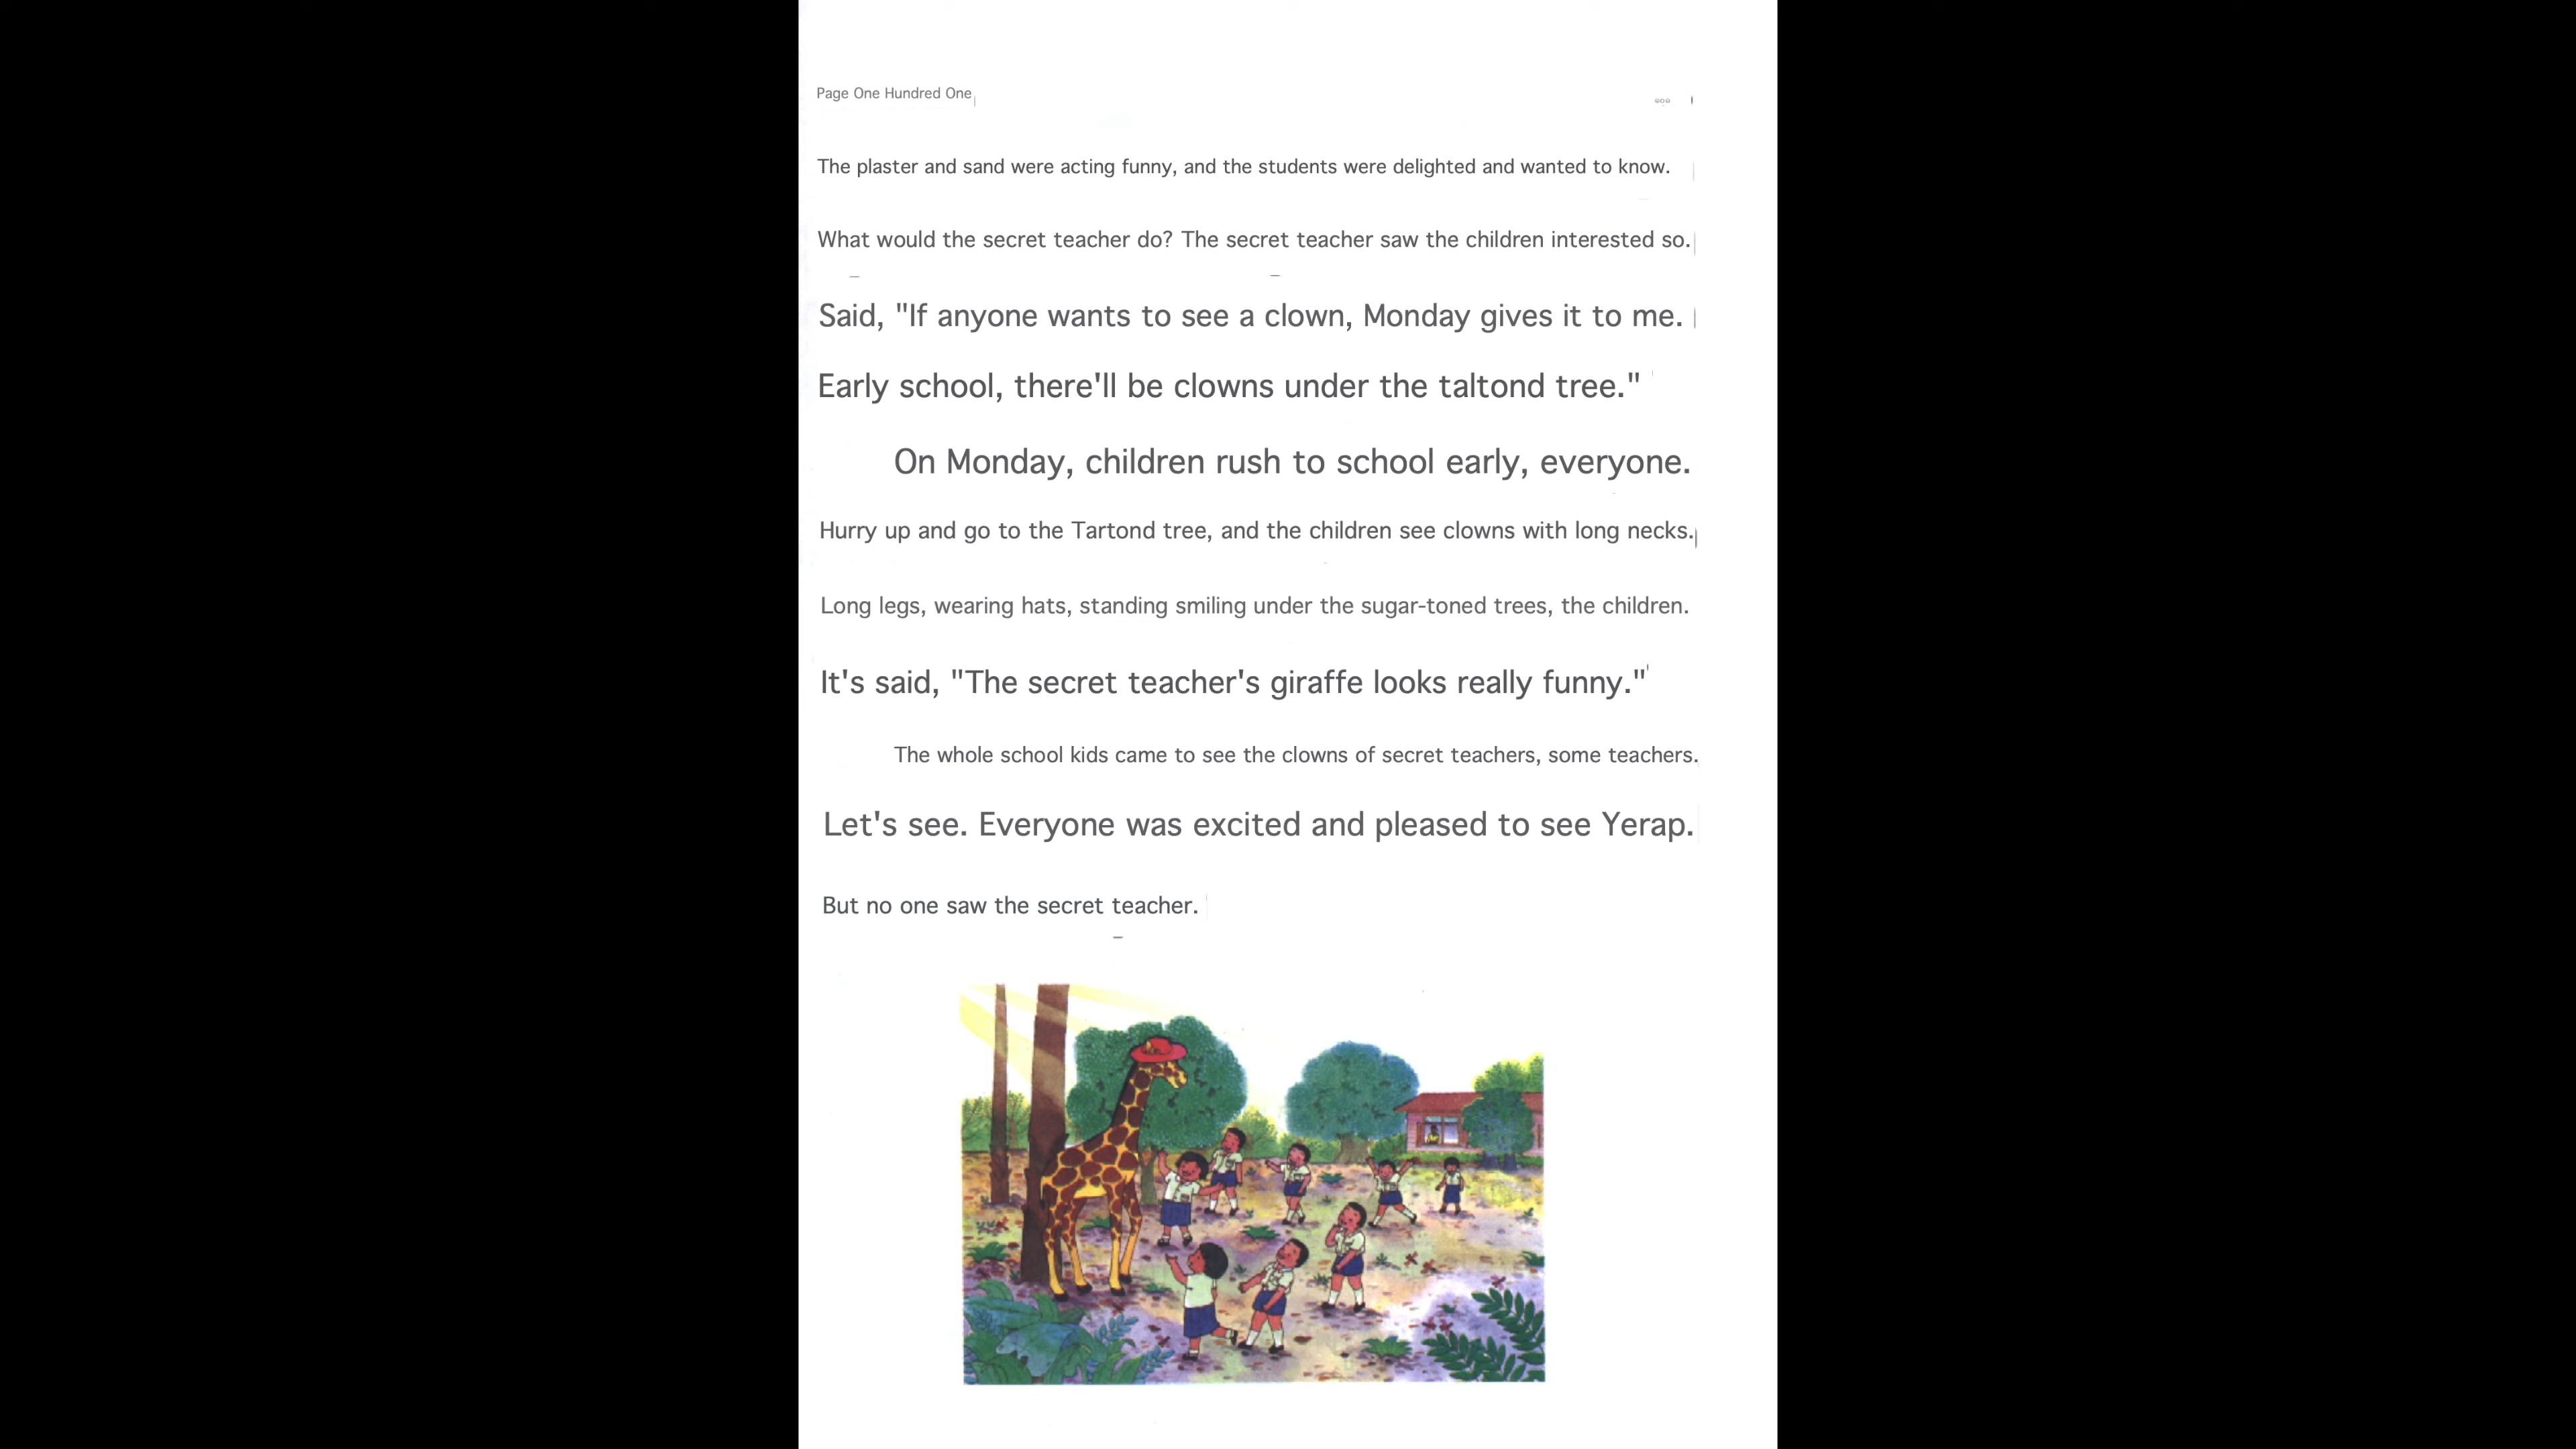 Page One Hundred One
The plaster and sand were acting funny, and the students were delighted and wanted to know.
What would the secret teacher do? The secret teacher saw the children interested so.
Said, "If anyone wants to see a clown, Monday gives it to me.
Early school, there'll be clowns under the taltond tree."
On Monday, children rush to school early, everyone.
Hurry up and go to the Tartond tree, and the children see clowns with long necks.
Long legs, wearing hats, standing smiling under the sugar-toned trees, the children.
It's said, "The secret teacher's giraffe looks really funny."
The whole school kids came to see the clowns of secret teachers, some teachers.
Let's see. Everyone was excited and pleased to see Yerap.
But no one saw the secret teacher.